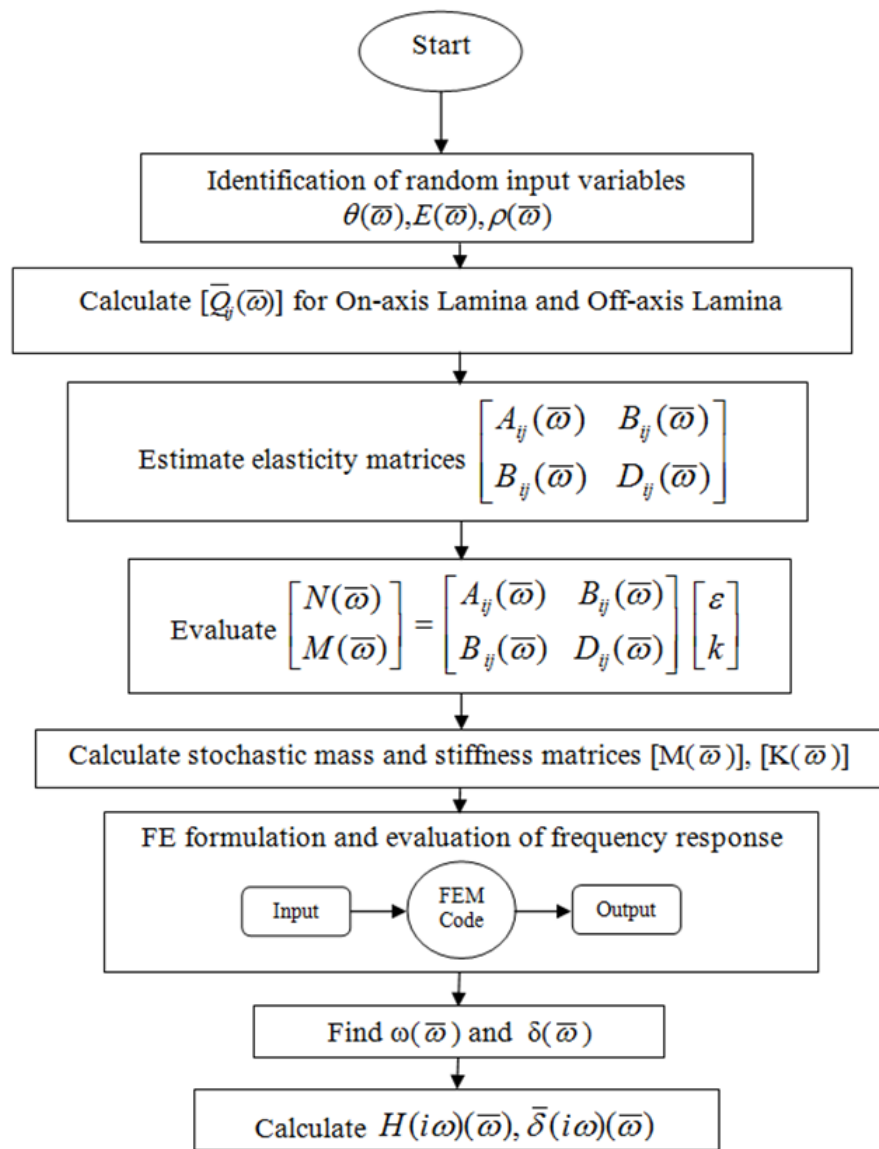 Start
Identification of random input variables
θ(ϖ̅),E(ϖ̅),ρ(ϖ̅)
Calculate [Q̅ij(ϖ̅)] for On-axis Lamina and Off-axis Lamina
Estimate elasticity matrices [Aij(ϖ̅) Bij(ϖ̅)
Bij(ϖ̅) Dij(ϖ̅)]
Evaluate [N(ϖ̅) M(ϖ̅)] = [Aij(ϖ̅) Bij(ϖ̅)
Bij(ϖ̅) Dij(ϖ̅)] [ε k]
Calculate stochastic mass and stiffness matrices [M(ϖ̅)], [K(ϖ̅)]
FE formulation and evaluation of frequency response
Input FEM Code Output
Find ω(ϖ̅) and δ(ϖ̅)
Calculate H(iω)(ϖ̅), δ̅(iω)(ϖ̅)